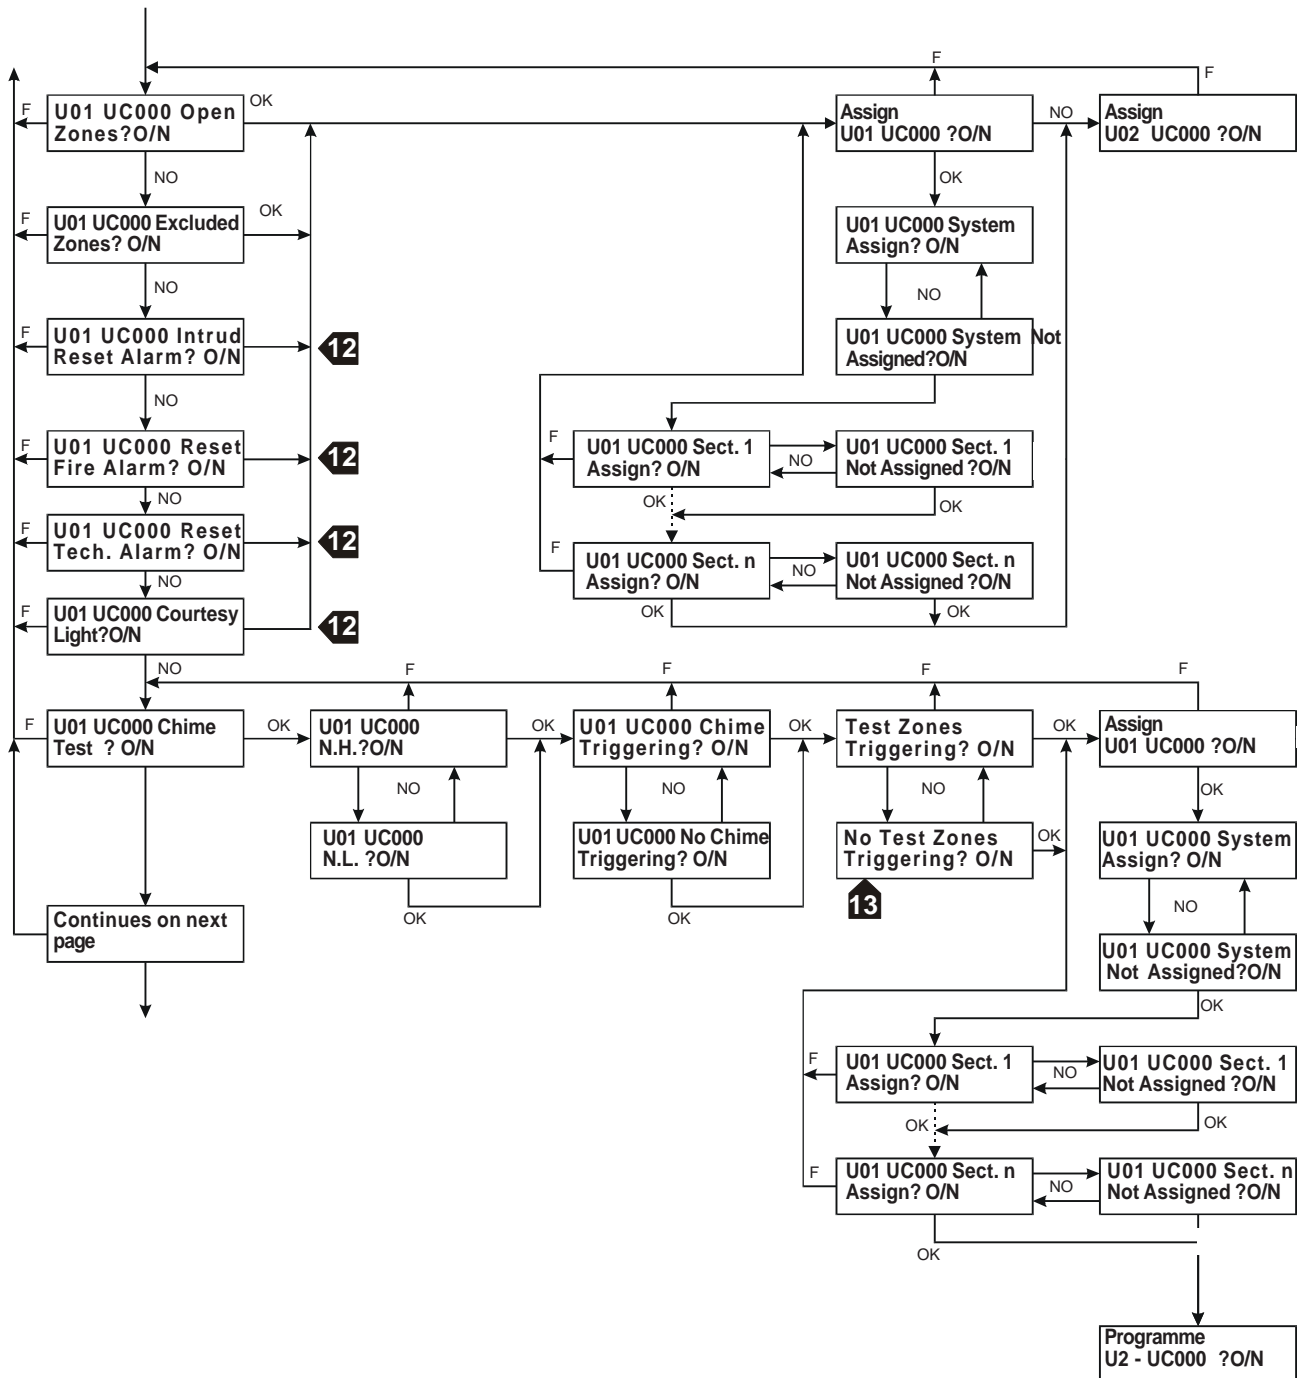 F
F
U01 UC000 Open
Zones?O/N
F
OK
Assign
U01 UC000 ?O/N
NO
Assign
U02 UC000 ?O/N
NO
OK
F
U01 UC000 Excluded
Zones? O/N
OK
U01 UC000 System
Assign? O/N
NO
NO
F
U01 UC000 Intrud
Reset Alarm? O/N
12
U01 UC000 System Not
Assigned?O/N
NO
F
U01 UC000 Reset
Fire Alarm? O/N
12
F
U01 UC000 Sect. 1
Assign? O/N
NO
U01 UC000 Sect. 1
Not Assigned ?O/N
NO
OK
OK
F
U01 UC000 Reset
Tech. Alarm? O/N
12
F
U01 UC000 Sect. n
Assign? O/N
NO
U01 UC000 Sect. n
Not Assigned ?O/N
NO
OK
OK
F
U01 UC000 Courtesy
Light?O/N
12
NO
F
F
F
F
F
U01 UC000 Chime
Test ? O/N
OK
U01 UC000
N.H.?O/N
OK
U01 UC000 Chime
Triggering? O/N
OK
Test Zones
Triggering? O/N
OK
Assign
U01 UC000 ?O/N
NO
NO
NO
OK
U01 UC000
N.L. ?O/N
U01 UC000 No Chime
Triggering? O/N
No Test Zones
Triggering? O/N
OK
U01 UC000 System
Assign? O/N
OK
OK
13
NO
Continues on next
page
U01 UC000 System
Not Assigned?O/N
OK
F
U01 UC000 Sect. 1
Assign? O/N
NO
U01 UC000 Sect. 1
Not Assigned ?O/N
OK
OK
F
U01 UC000 Sect. n
Assign? O/N
NO
U01 UC000 Sect. n
Not Assigned ?O/N
OK
Programme
U2 - UC000 ?O/N